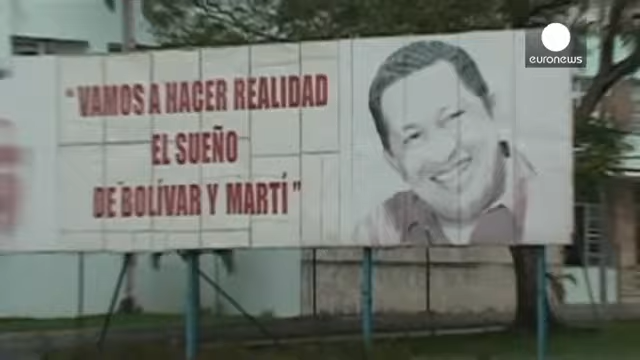 euronews
"VAMOS A HACER REALIDAD
EL SUEÑO
DE BOLÍVAR Y MARTÍ"